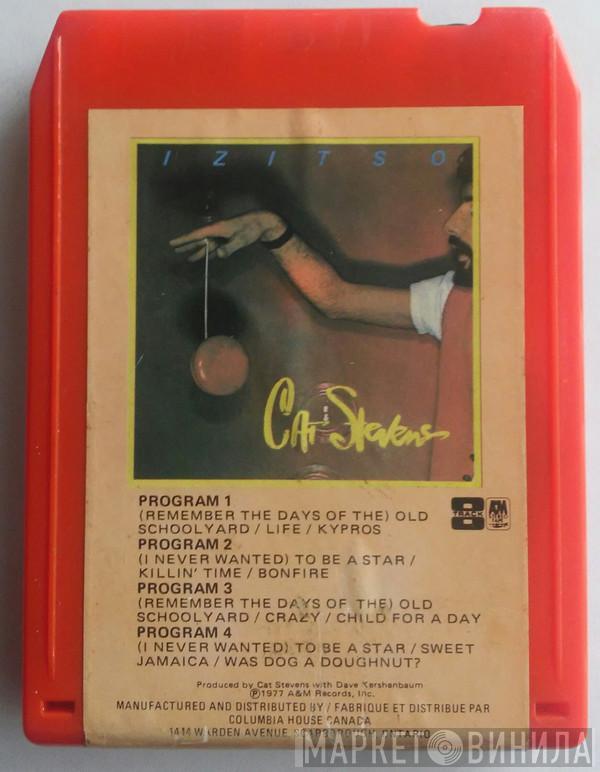 IZITSO
Cat Stevens
PROGRAM 1
(REMEMBER THE DAYS OF THE) OLD
SCHOOLYARD / LIFE / KYPROS
8 TRACK
A&M
PROGRAM 2
(I NEVER WANTED) TO BE A STAR /
KILLIN' TIME / BONFIRE
PROGRAM 3
(REMEMBER THE DAYS OF THE) OLD
SCHOOLYARD / CRAZY / CHILD FOR A DAY
PROGRAM 4
(I NEVER WANTED) TO BE A STAR / SWEET
JAMAICA / WAS DOG A DOUGHNUT?
Produced by Cat Stevens with Dave Kershenbaum
Ⓟ1977 A&M Records, Inc.
MANUFACTURED AND DISTRIBUTED BY / FABRIQUE ET DISTRIBUE PAR
COLUMBIA HOUSE CANADA
1414 WARDEN AVENUE, SCARBOROUGH, ONTARIO
МАРКЕТ ВИНИЛА